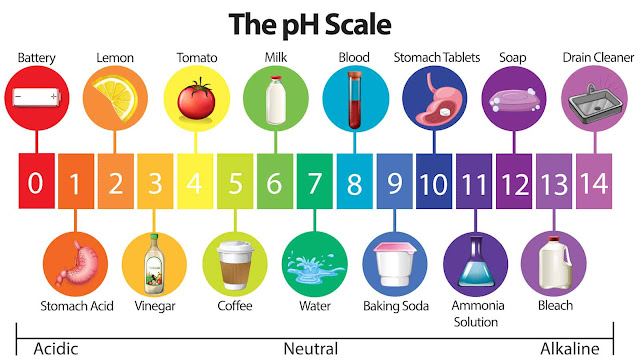 The pH Scale
Battery Lemon Tomato Milk Blood Stomach Tablets Soap Drain Cleaner
0 1 2 3 4 5 6 7 8 9 10 11 12 13 14
Stomach Acid Vinegar Coffee Water Baking Soda Ammonia Solution Bleach
Acidic Neutral Alkaline